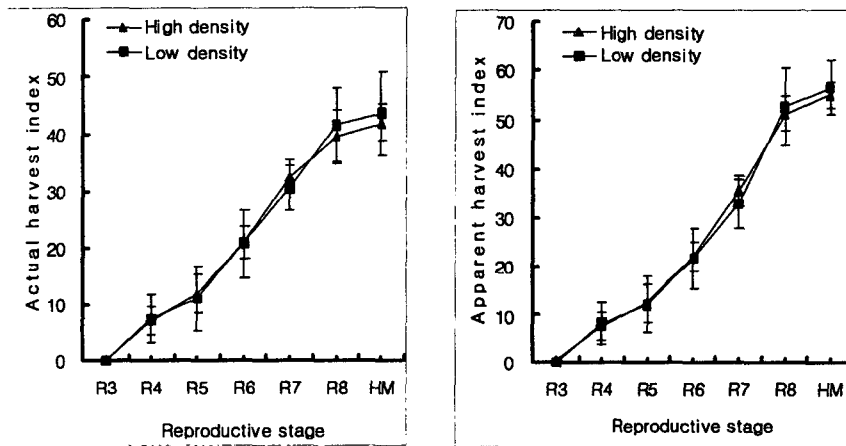 High density
Low density
Actual harvest index
60
50
40
30
20
10
0
R3 R4 R5 R6 R7 R8 HM
Reproductive stage
High density
Low density
Apparent harvest index
70
60
50
40
30
20
10
0
R3 R4 R5 R6 R7 R8 HM
Reproductive stage